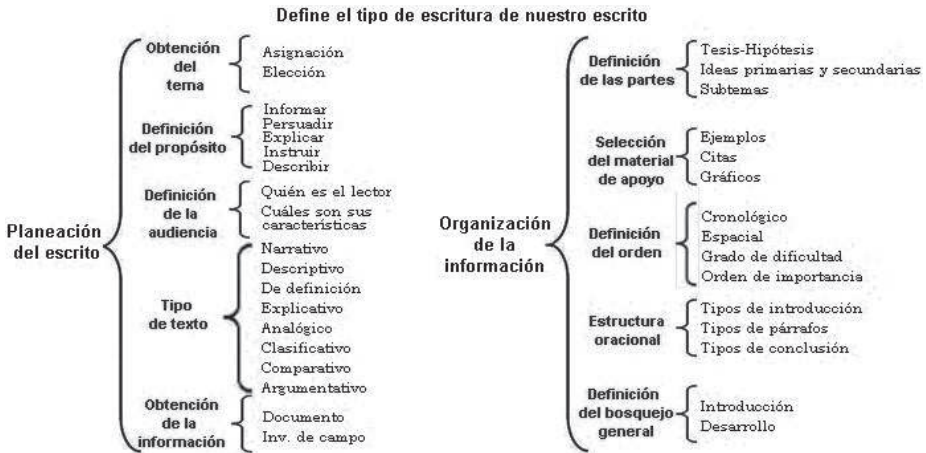 Define el tipo de escritura de nuestro escrito
Planeación
del escrito
Obtención
del
tema
Asignación
Elección
Definición
del propósito
Informar
Persuadir
Explicar
Instruir
Describir
Definición
de la
audiencia
Quién es el lector
Cuáles son sus
características
Tipo
de texto
Narrativo
Descriptivo
De definición
Explicativo
Analógico
Clasificativo
Comparativo
Argumentativo
Obtención
de la
información
Documento
Inv. de campo
Organización
de la
información
Definición
de las partes
Tesis-Hipótesis
Ideas primarias y secundarias
Subtemas
Selección
del material
de apoyo
Ejemplos
Citas
Gráficos
Definición
del orden
Cronológico
Espacial
Grado de dificultad
Orden de importancia
Estructura
oracional
Tipos de introducción
Tipos de párrafos
Tipos de conclusión
Definición
del bosquejo
general
Introducción
Desarrollo